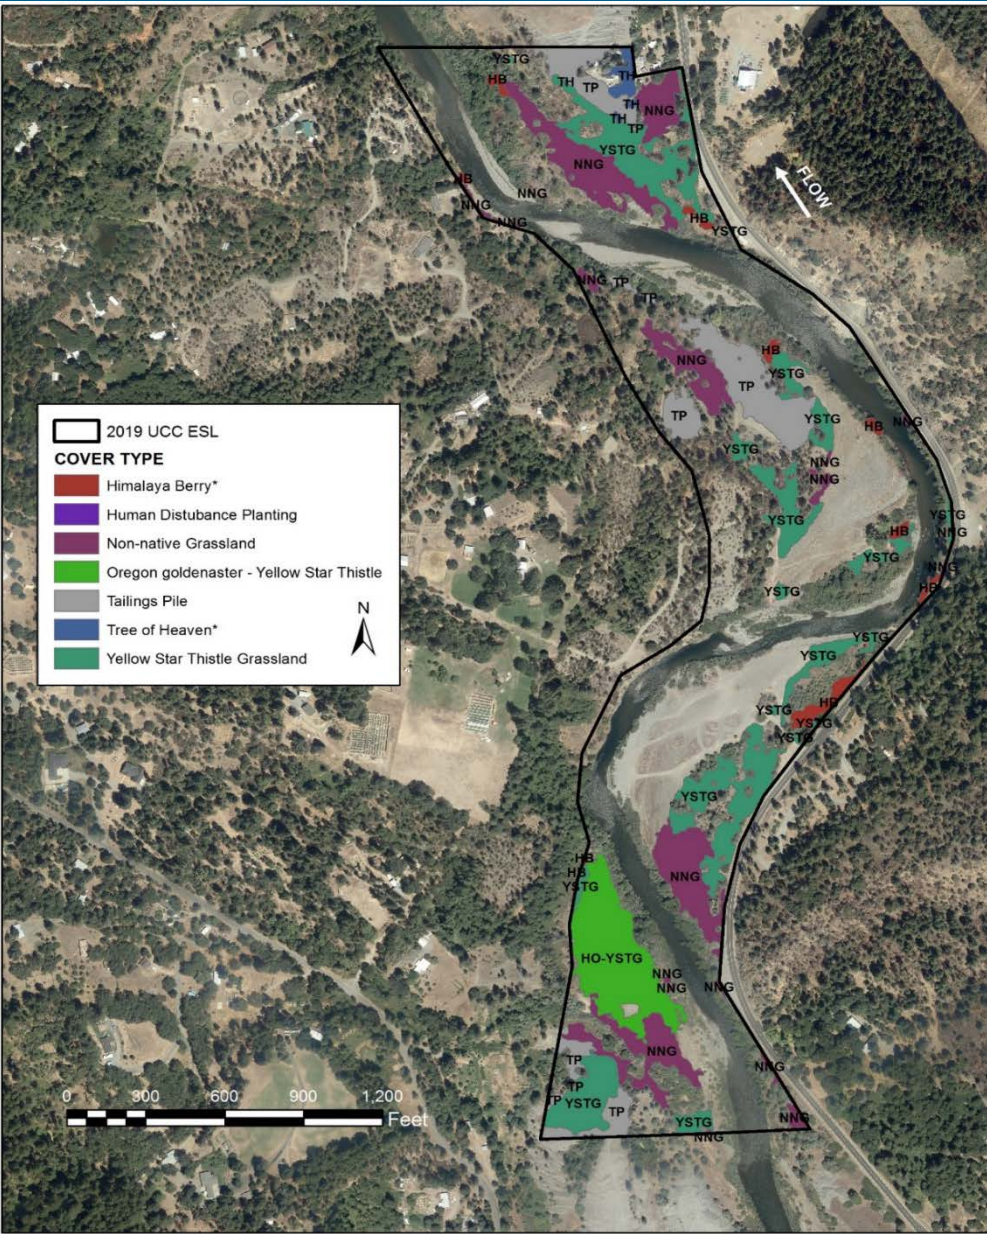 YSTG
HB
TH
TP
TH
TH
NNG
TH
TP
YSTG
NNG
HB
NNG
NNG
NNG
HB
YSTG
FLOW
NNG
TP
TP
NNG
HB
YSTG
TP
TP
YSTG
HB
NNG
YSTG
NNG
NNG
YSTG
YSTG
NNG
HB
YSTG
NNG
HB
YSTG
2019 UCC ESL
COVER TYPE
Himalaya Berry*
Human Distubance Planting
Non-native Grassland
Oregon goldenaster - Yellow Star Thistle
Tailings Pile
Tree of Heaven*
Yellow Star Thistle Grassland
N
YSTG
YSTG
HB
YSTG
YSTG
YSTG
YSTG
NNG
HB
HB
YSTG
HO-YSTG
NNG
NNG
NNG
NNG
NNG
TP
TP
TP
YSTG
TP
YSTG
NNG
NNG
0 300 600 900 1,200
Feet